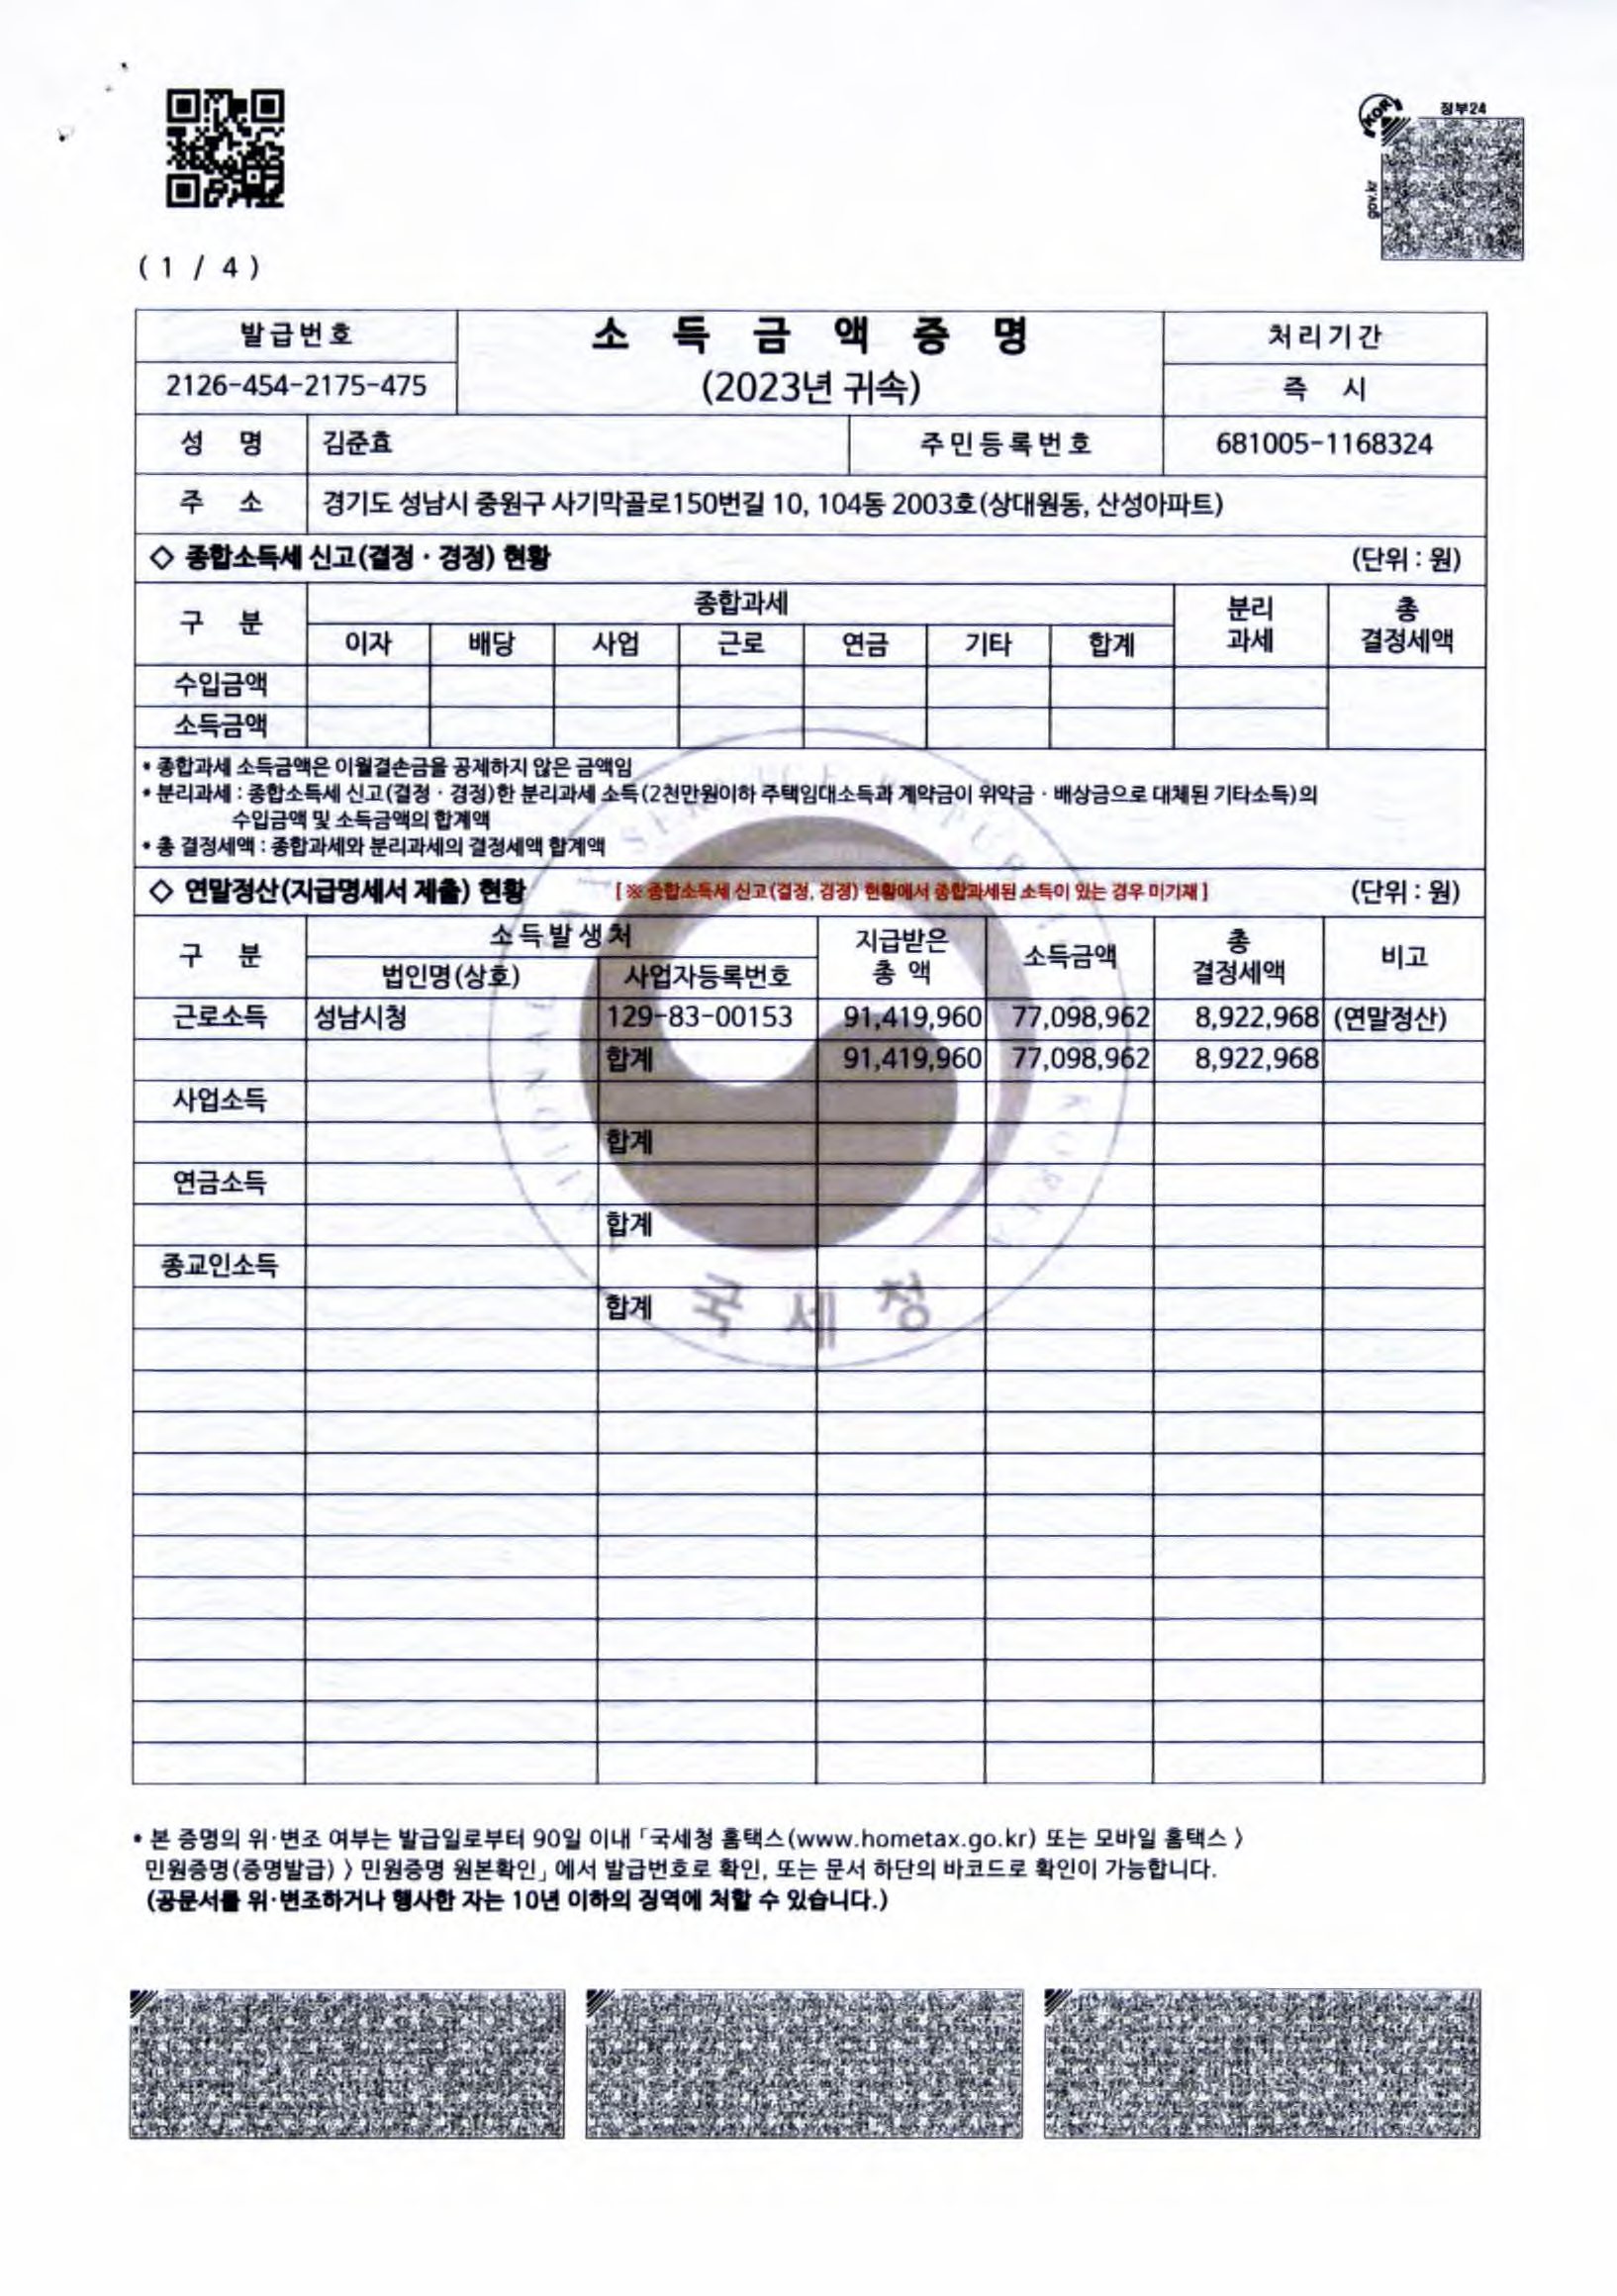 정부24
KOR
gov.kr
( 1 / 4 )
발급번호
소 득 금 액 증 명
처리기간
2126-454-2175-475
(2023년 귀속)
즉 시
성 명 김준효 주민등록번호 681005-1168324
주 소 경기도 성남시 중원구 사기막골로150번길 10, 104동 2003호(상대원동, 산성아파트)
◇ 종합소득세 신고(결정 · 경정) 현황 (단위 : 원)
구 분 종합과세 분리 과세 총 결정세액
이자 배당 사업 근로 연금 기타 합계
수입금액
소득금액
* 종합과세 소득금액은 이월결손금을 공제하지 않은 금액임
* 분리과세 : 종합소득세 신고(결정 · 경정)한 분리과세 소득(2천만원이하 주택임대소득과 계약금이 위약금 · 배상금으로 대체된 기타소득)의
수입금액 및 소득금액의 합계액
* 총 결정세액 : 종합과세와 분리과세의 결정세액 합계액
◇ 연말정산(지급명세서 제출) 현황 [ ※ 종합소득세 신고(결정, 경정) 현황에서 종합과세된 소득이 있는 경우 미기재 ] (단위 : 원)
구 분 소득발생처 지급받은 총 액 소득금액 총 결정세액 비고
법인명(상호) 사업자등록번호
근로소득 성남시청 129-83-00153 91,419,960 77,098,962 8,922,968 (연말정산)
합계 91,419,960 77,098,962 8,922,968
사업소득
합계
연금소득
합계
종교인소득
합계
국세청
* 본 증명의 위·변조 여부는 발급일로부터 90일 이내「국세청 홈택스(www.hometax.go.kr) 또는 모바일 홈택스 〉
민원증명(증명발급) 〉민원증명 원본확인」에서 발급번호로 확인, 또는 문서 하단의 바코드로 확인이 가능합니다.
(공문서를 위·변조하거나 행사한 자는 10년 이하의 징역에 처할 수 있습니다.)